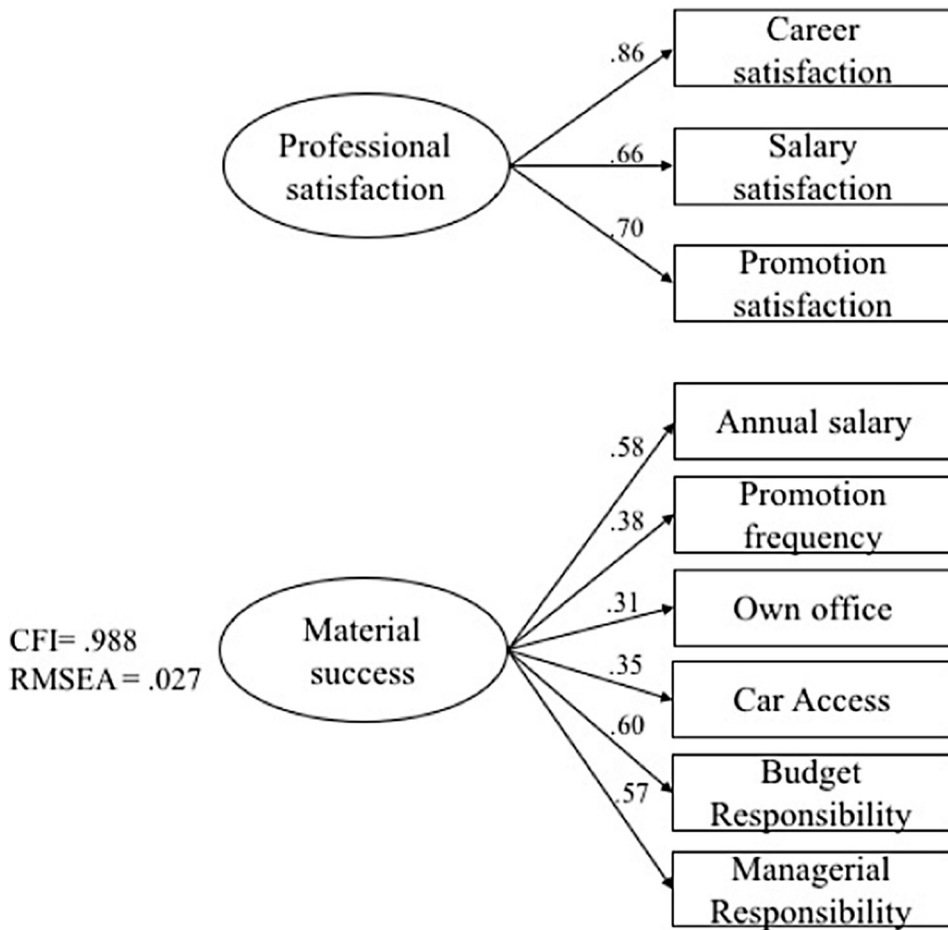 Career
satisfaction
.86
Professional
satisfaction
.66
Salary
satisfaction
.70
Promotion
satisfaction
.58
Annual salary
.38
Promotion
frequency
.31
Own office
CFI= .988
RMSEA = .027
Material
success
.35
Car Access
.60
Budget
Responsibility
.57
Managerial
Responsibility